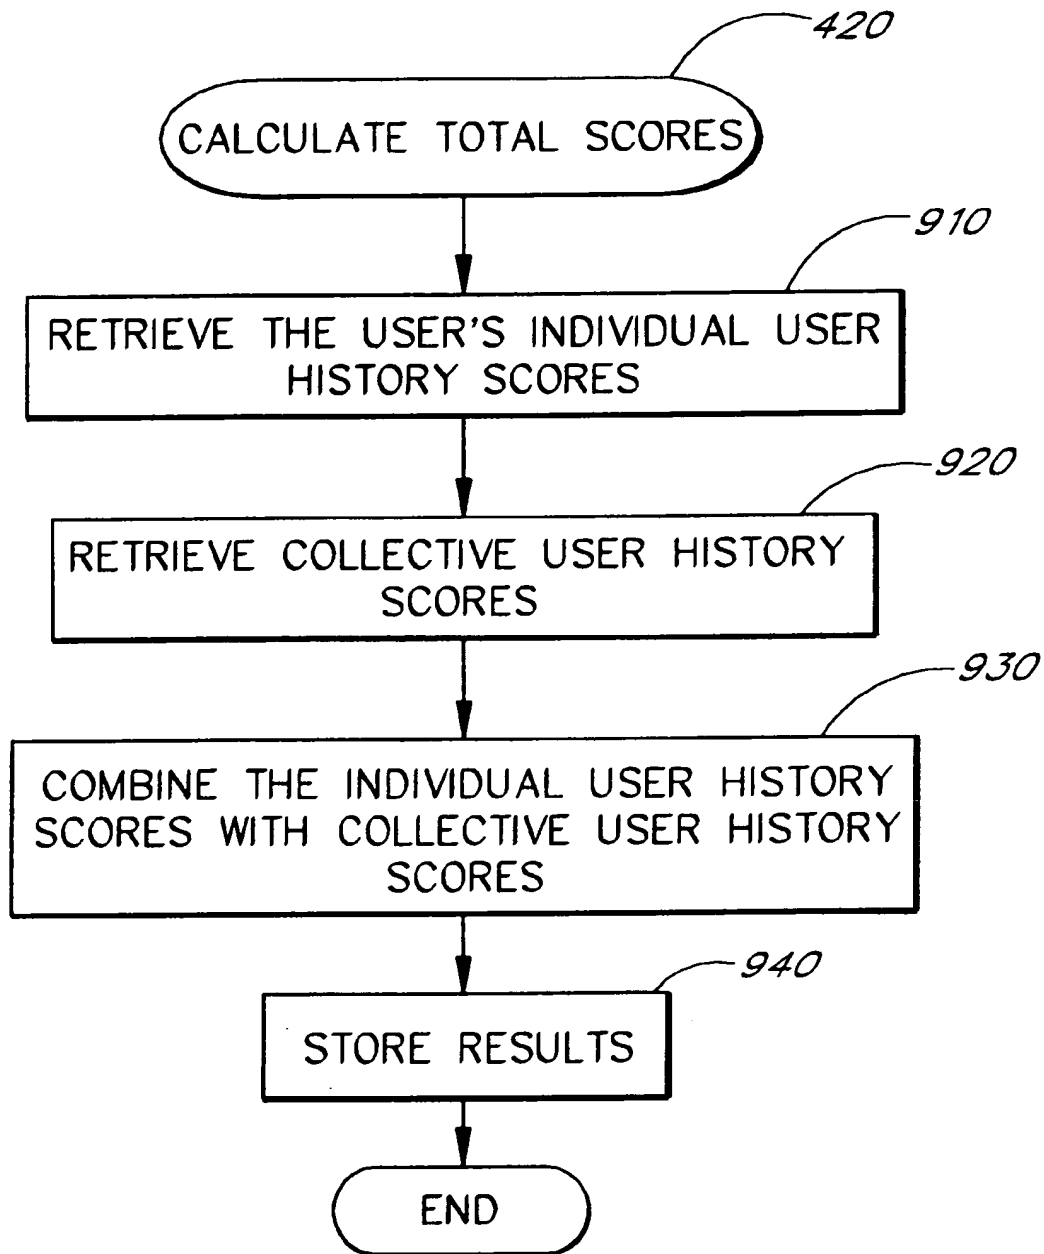 420
CALCULATE TOTAL SCORES
910
RETRIEVE THE USER'S INDIVIDUAL USER
HISTORY SCORES
920
RETRIEVE COLLECTIVE USER HISTORY
SCORES
930
COMBINE THE INDIVIDUAL USER HISTORY
SCORES WITH COLLECTIVE USER HISTORY
SCORES
940
STORE RESULTS
END